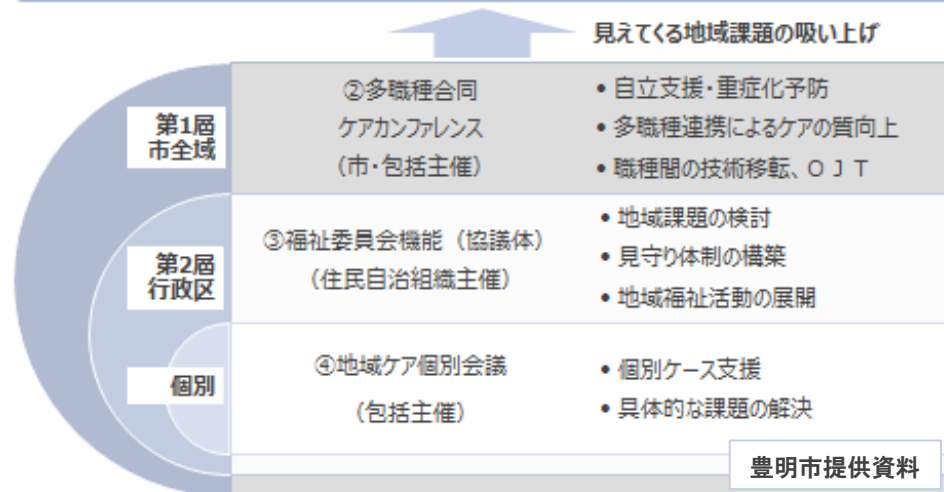 見えてくる地域課題の吸い上げ
第1届
市全域
②多職種合同
ケアカンファレンス
(市・包括主催)
• 自立支援・重症化予防
• 多職種連携によるケアの質向上
• 職種間の技術移転、ＯＪＴ
第2届
行政区
③福祉委員会機能（協議体）
(住民自治組織主催)
• 地域課題の検討
• 見守り体制の構築
• 地域福祉活動の展開
個別
④地域ケア個別会議
(包括主催)
• 個別ケース支援
• 具体的な課題の解決
豊明市提供資料